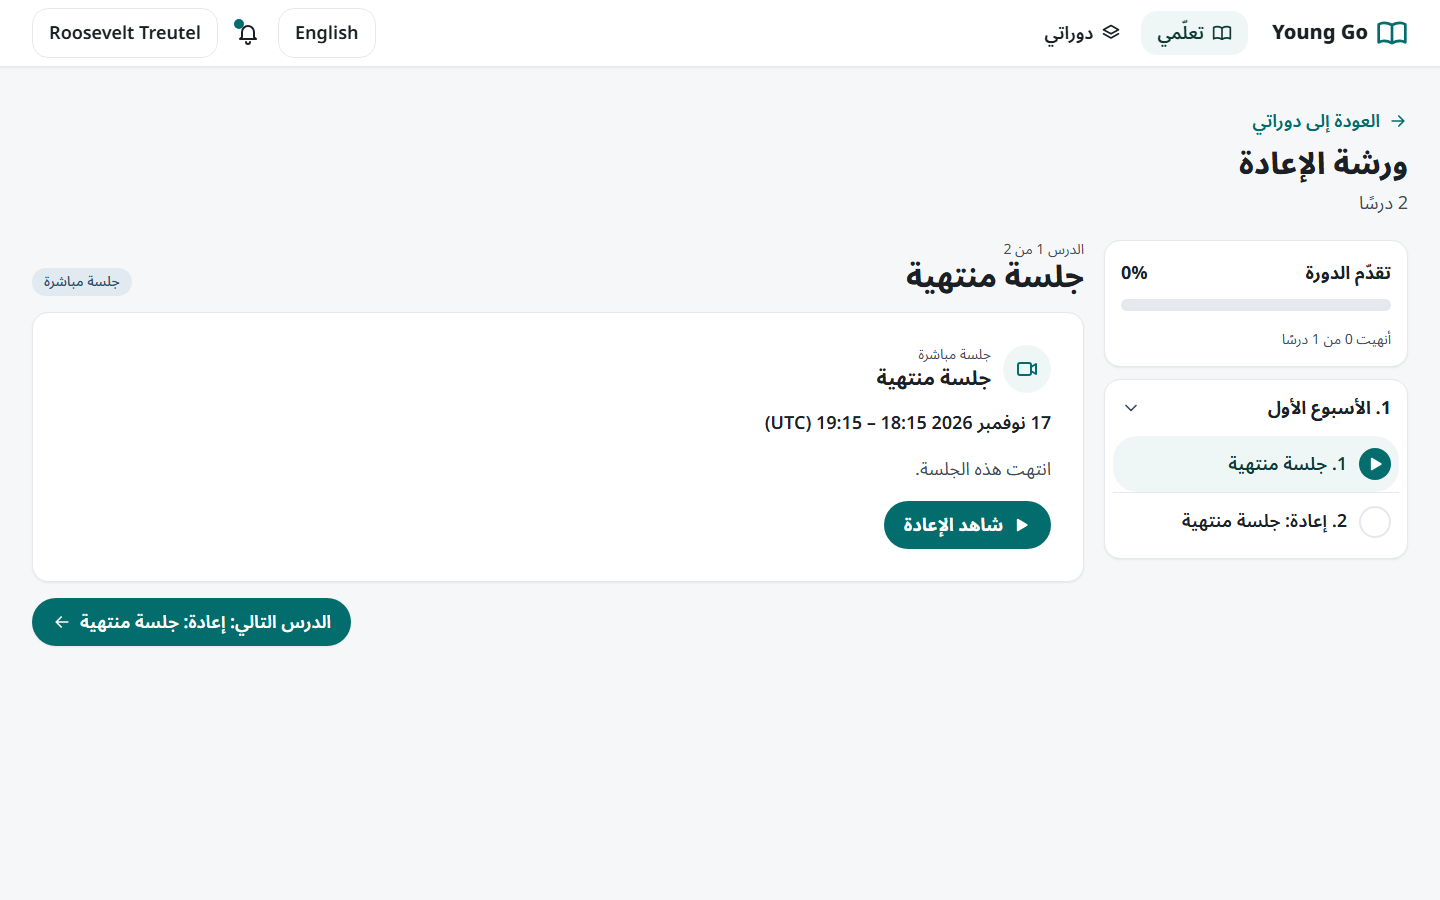 Young Go
تعلّمي
دوراتي
English
Roosevelt Treutel
العودة إلى دوراتي
ورشة الإعادة
2 درسًا
تقدّم الدورة
0%
أنهيت 0 من 1 درسًا
1. الأسبوع الأول
1. جلسة منتهية
2. إعادة: جلسة منتهية
الدرس 1 من 2
جلسة منتهية
جلسة مباشرة
جلسة مباشرة
جلسة منتهية
17 نوفمبر 2026 18:15 – 19:15 (UTC)
انتهت هذه الجلسة.
شاهد الإعادة
الدرس التالي: إعادة: جلسة منتهية